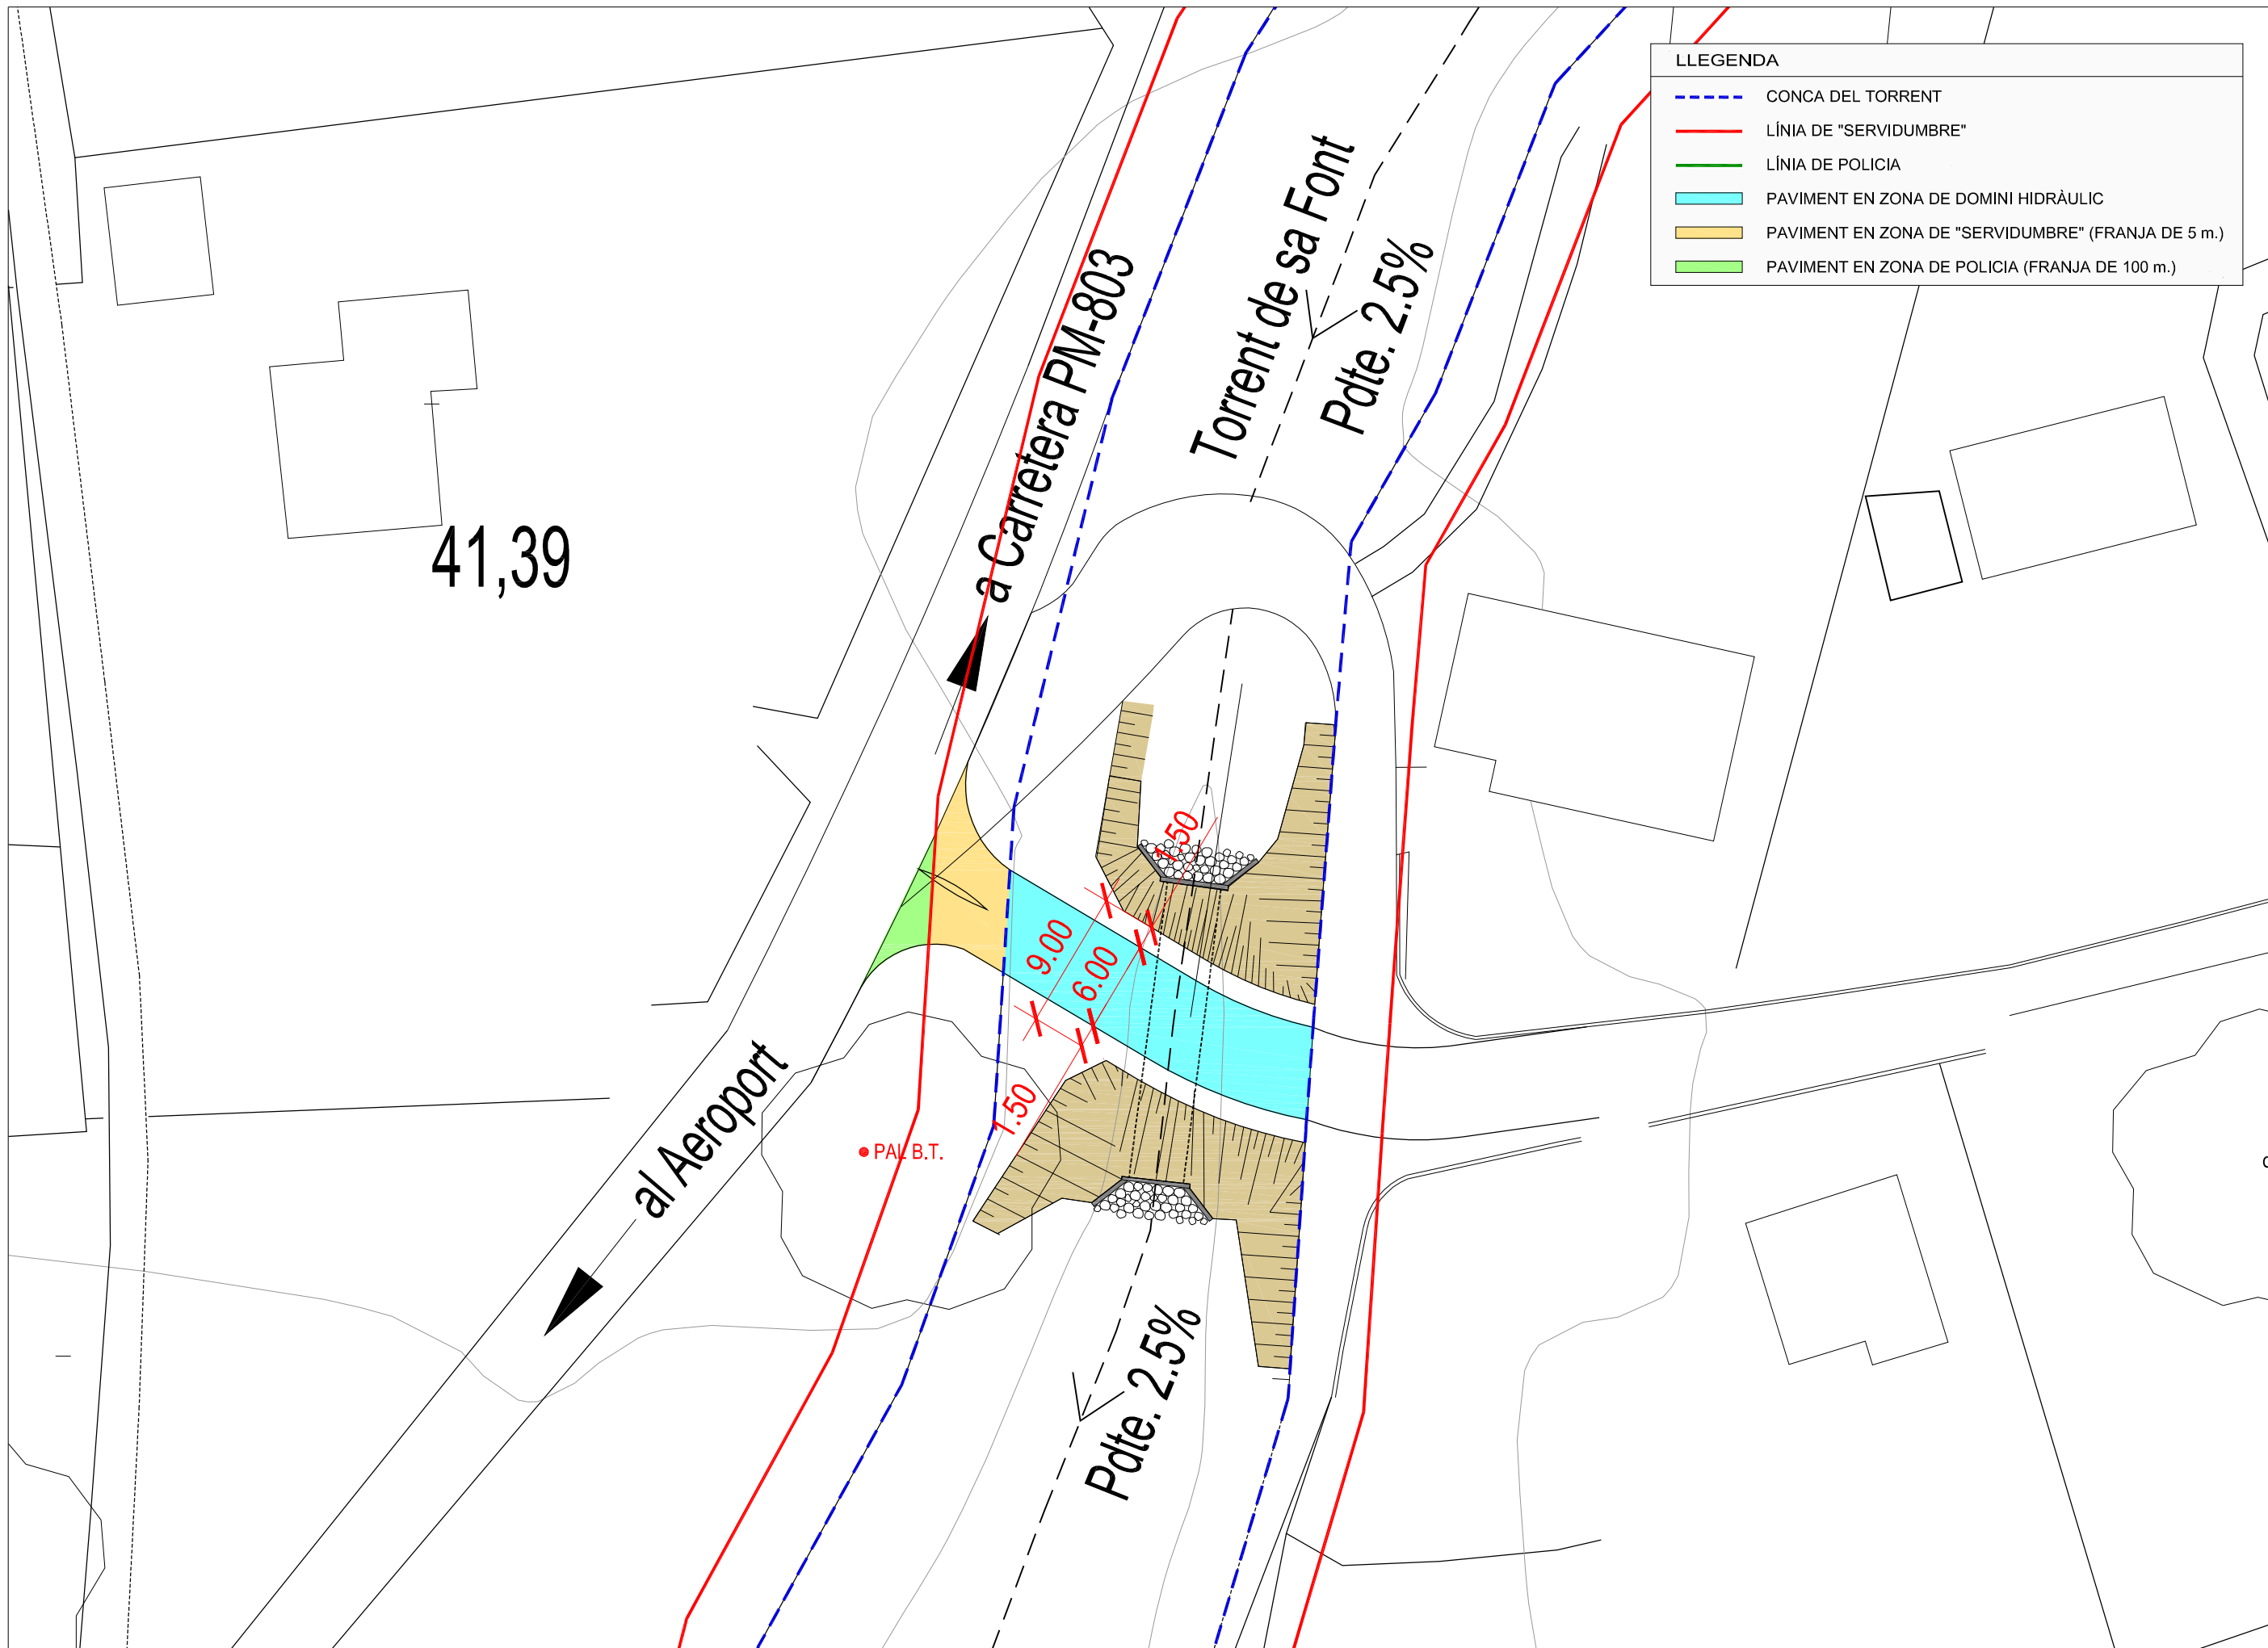 LLEGENDA
CONCA DEL TORRENT
LÍNIA DE "SERVIDUMBRE"
LÍNIA DE POLICIA
PAVIMENT EN ZONA DE DOMINI HIDRÀULIC
PAVIMENT EN ZONA DE "SERVIDUMBRE" (FRANJA DE 5 m.)
PAVIMENT EN ZONA DE POLICIA (FRANJA DE 100 m.)
a Carretera PM-803
Torrent de sa Font
Pdte. 2.5%
41,39
1.50
9.00
6.00
1.50
al Aeroport
PAL B.T.
Pdte. 2.5%